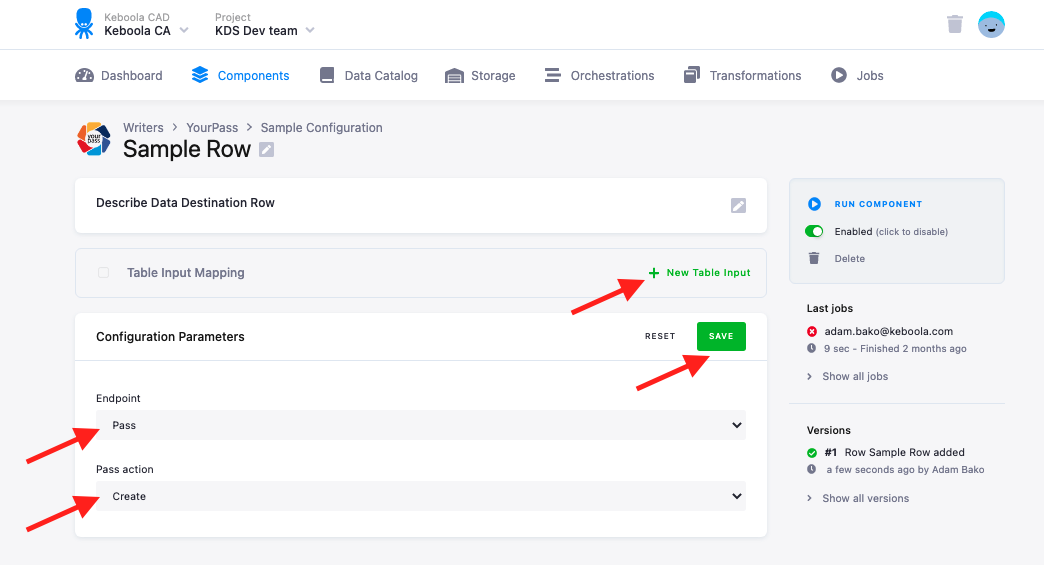 Keboola CAD
Keboola CA
Project
KDS Dev team
Dashboard
Components
Data Catalog
Storage
Orchestrations
Transformations
Jobs
your pass
Writers > YourPass > Sample Configuration
Sample Row
Describe Data Destination Row
Table Input Mapping
New Table Input
Configuration Parameters
RESET
SAVE
Endpoint
Pass
Pass action
Create
RUN COMPONENT
Enabled (click to disable)
Delete
Last jobs
adam.bako@keboola.com
9 sec - Finished 2 months ago
Show all jobs
Versions
#1 Row Sample Row added
a few seconds ago by Adam Bako
Show all versions